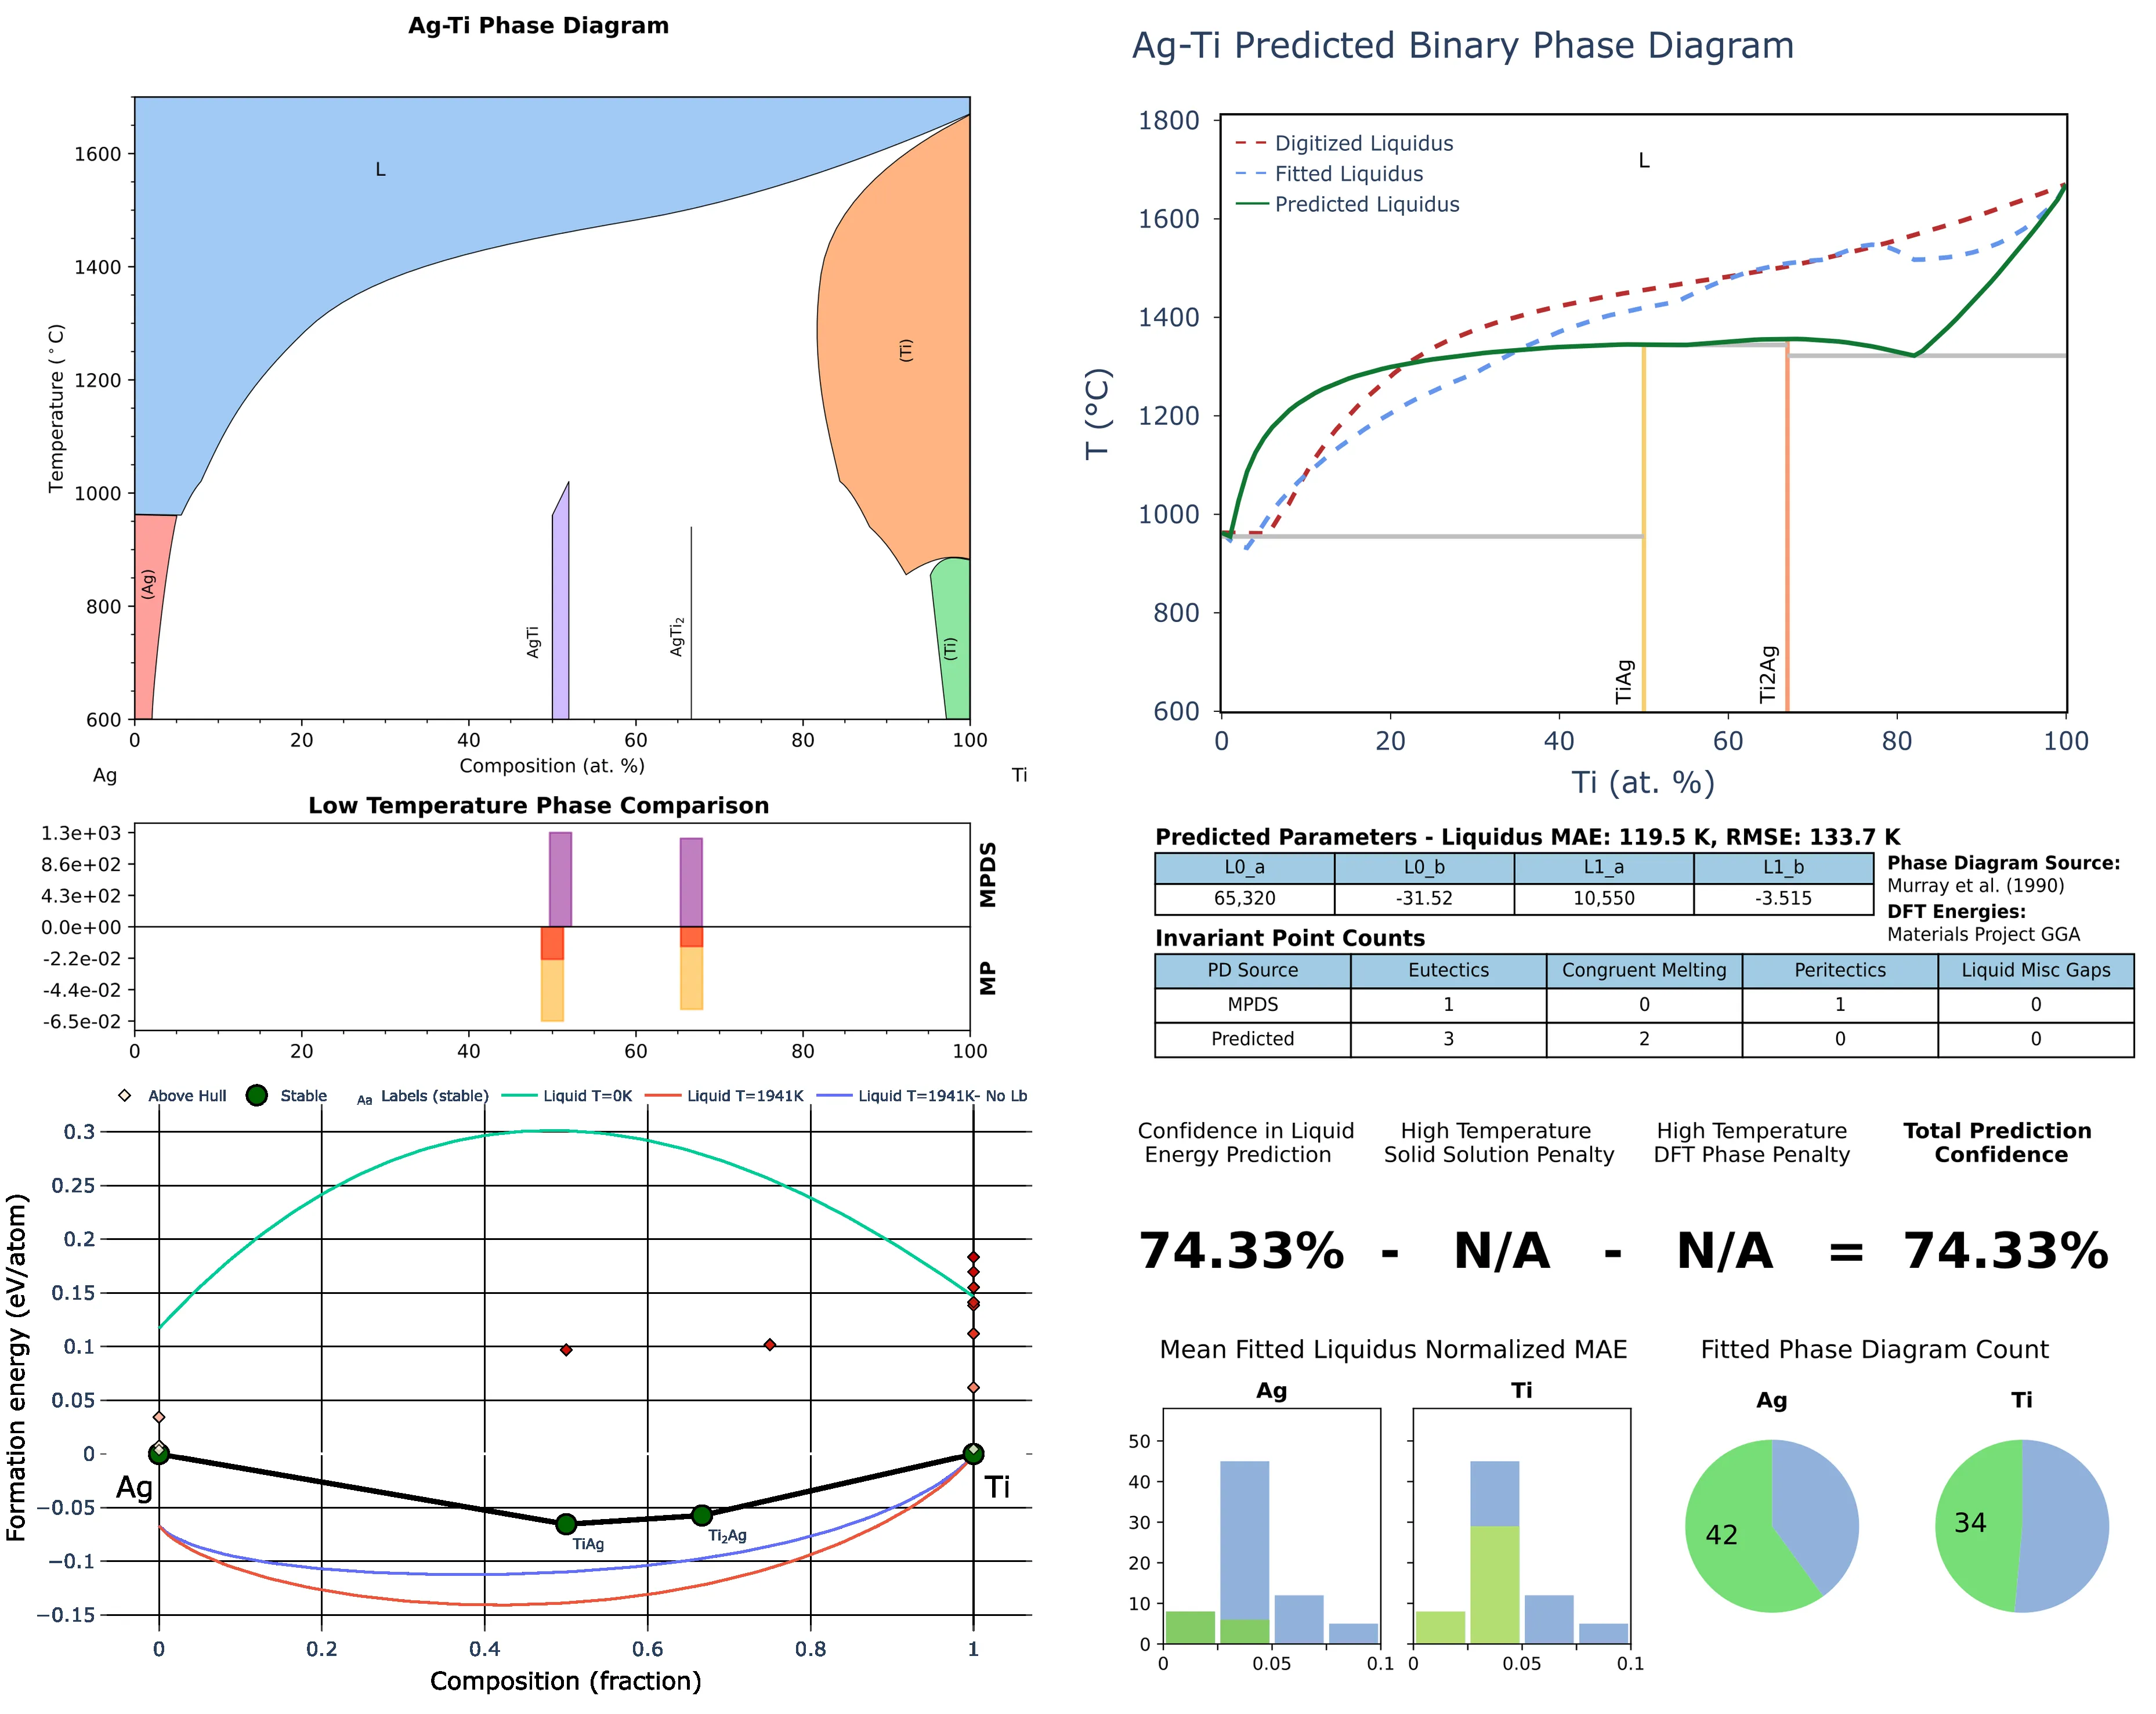 Ag-Ti Phase Diagram
1600
1400
1200
1000
800
600
Temperature (°C)
L
(Ag)
AgTi
AgTi2
(Ti)
(Ti)
0 20 40 60 80 100
Composition (at. %)
Ag Ti
Low Temperature Phase Comparison
1.3e+03
8.6e+02
4.3e+02
0.0e+00
-2.2e-02
-4.4e-02
-6.5e-02
MPDS
MP
0 20 40 60 80 100
Above Hull Stable Aa Labels (stable) Liquid T=0K Liquid T=1941K Liquid T=1941K- No Lb
0.3
0.25
0.2
0.15
0.1
0.05
0
−0.05
−0.1
−0.15
Formation energy (eV/atom)
Ag
Ti
TiAg
Ti2Ag
0 0.2 0.4 0.6 0.8 1
Composition (fraction)
Ag-Ti Predicted Binary Phase Diagram
1800
1600
1400
1200
1000
800
600
T (°C)
Digitized Liquidus
Fitted Liquidus
Predicted Liquidus
L
TiAg
Ti2Ag
0 20 40 60 80 100
Ti (at. %)
Predicted Parameters - Liquidus MAE: 119.5 K, RMSE: 133.7 K
L0_a L0_b L1_a L1_b
65,320 -31.52 10,550 -3.515
Phase Diagram Source:
Murray et al. (1990)
DFT Energies:
Materials Project GGA
Invariant Point Counts
PD Source Eutectics Congruent Melting Peritectics Liquid Misc Gaps
MPDS 1 0 1 0
Predicted 3 2 0 0
Confidence in Liquid
Energy Prediction
High Temperature
Solid Solution Penalty
High Temperature
DFT Phase Penalty
Total Prediction
Confidence
74.33% - N/A - N/A = 74.33%
Mean Fitted Liquidus Normalized MAE
Ag
Ti
50
40
30
20
10
0
0 0.05 0.1
0 0.05 0.1
Fitted Phase Diagram Count
Ag
Ti
42
34